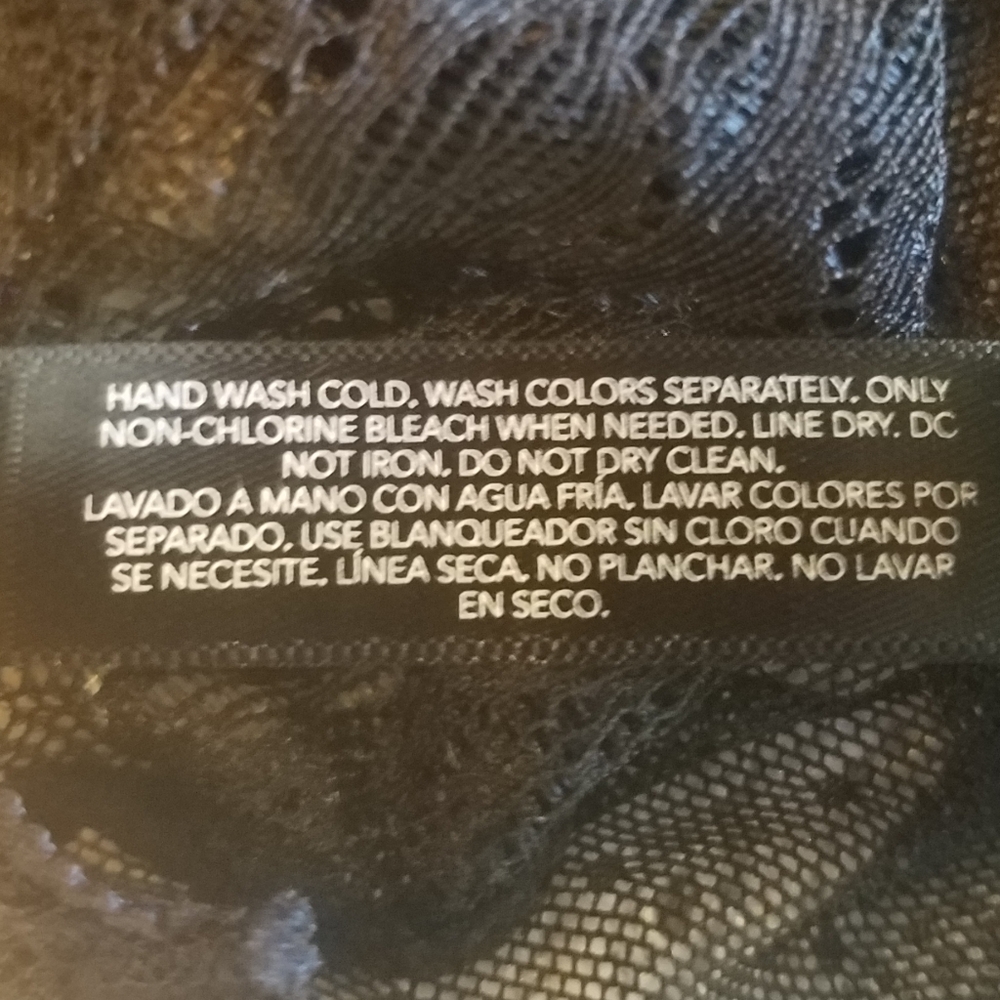 HAND WASH COLD. WASH COLORS SEPARATELY. ONLY
NON-CHLORINE BLEACH WHEN NEEDED. LINE DRY. DO
NOT IRON. DO NOT DRY CLEAN.
LAVADO A MANO CON AGUA FRÍA. LAVAR COLORES POR
SEPARADO. USE BLANQUEADOR SIN CLORO CUANDO
SE NECESITE. LÍNEA SECA. NO PLANCHAR. NO LAVAR
EN SECO.